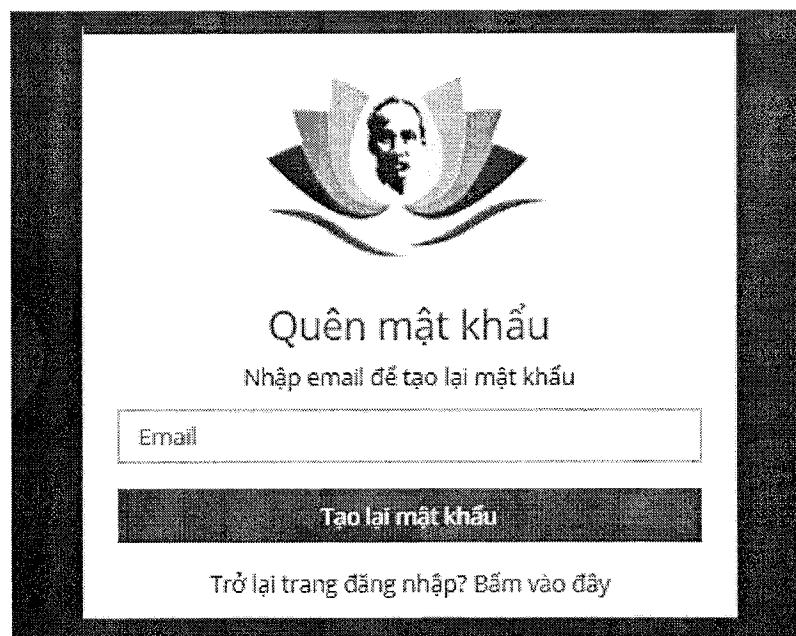 Quên mật khẩu
Nhập email để tạo lại mật khẩu
Email
Tạo lại mật khẩu
Trở lại trang đăng nhập? Bấm vào đây